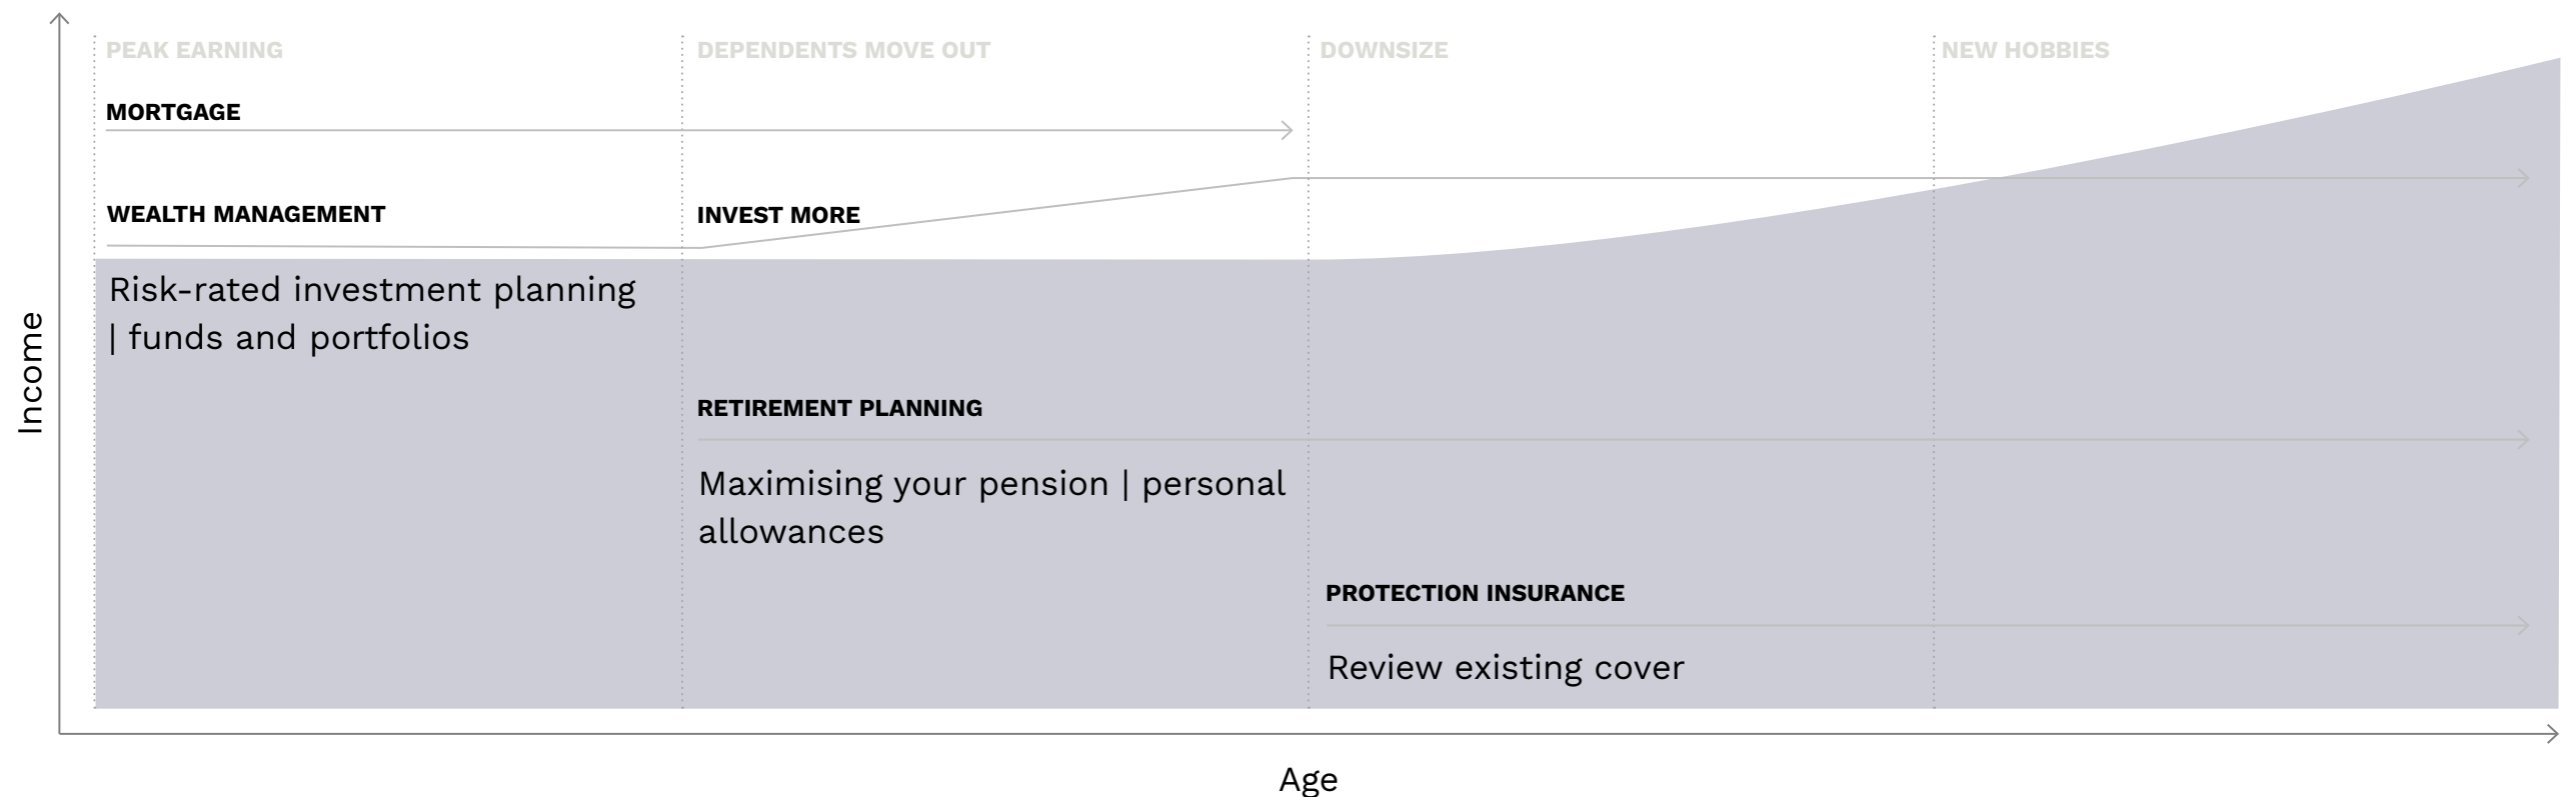 PEAK EARNING
DEPENDENTS MOVE OUT
DOWNSIZE
NEW HOBBIES
MORTGAGE
WEALTH MANAGEMENT
INVEST MORE
Risk-rated investment planning
| funds and portfolios
RETIREMENT PLANNING
Maximising your pension | personal
allowances
PROTECTION INSURANCE
Review existing cover
Income
Age